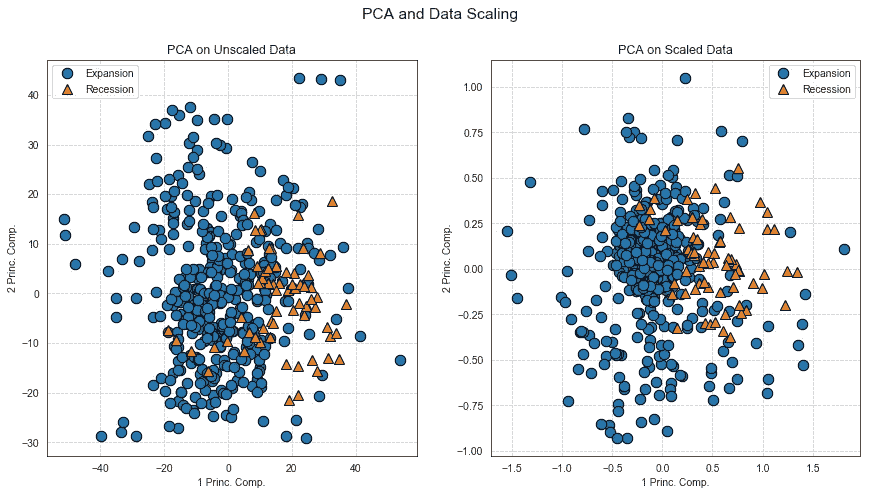 PCA and Data Scaling
PCA on Unscaled Data
Expansion
Recession
2 Princ. Comp.
40
30
20
10
0
−10
−20
−30
−40
−20
0
20
40
1 Princ. Comp.
PCA on Scaled Data
Expansion
Recession
2 Princ. Comp.
1.00
0.75
0.50
0.25
0.00
−0.25
−0.50
−0.75
−1.00
−1.5
−1.0
−0.5
0.0
0.5
1.0
1.5
1 Princ. Comp.